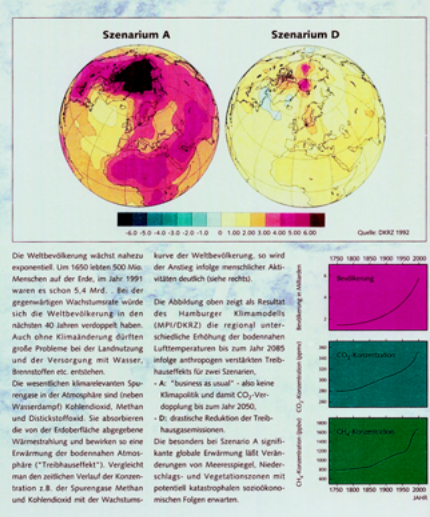 Szenarium A
Szenarium D
-6.0 -5.0 -4.0 -3.0 -2.0 -1.0 0 1.00 2.00 3.00 4.00 5.00 6.00
Quelle: DKRZ 1992
Die Weltbevölkerung wächst nahezu
exponentiell. Um 1650 lebten 500 Mio.
Menschen auf der Erde, im Jahr 1991
waren es schon 5,4 Mrd. . Bei der
gegenwärtigen Wachstumsrate würde
sich die Weltbevölkerung in den
nächsten 40 Jahren verdoppelt haben.
Auch ohne Klimaänderung dürften
große Probleme bei der Landnutzung
und der Versorgung mit Wasser,
Brennstoffen etc. entstehen.
Die wesentlichen klimarelevanten Spu-
rengase in der Atmosphäre sind (neben
Wasserdampf) Kohlendioxid, Methan
und Distickstoffoxid. Sie absorbieren
die von der Erdoberfläche abgegebene
Wärmestrahlung und bewirken so eine
Erwärmung der bodennahen Atmos-
phäre ("Treibhauseffekt"). Vergleicht
man den zeitlichen Verlauf der Konzen-
tration z.B. der Spurengase Methan
und Kohlendioxid mit der Wachstums-
kurve der Weltbevölkerung, so wird
der Anstieg infolge menschlicher Akti-
vitäten deutlich (siehe rechts).
Die Abbildung oben zeigt als Resultat
des Hamburger Klimamodells
(MPI/DKRZ) die regional unter-
schiedliche Erhöhung der bodennahen
Lufttemperaturen bis zum Jahr 2085
infolge anthropogen verstärkten Treib-
hauseffekts für zwei Szenarien,
- A: "business as usual" - also keine
Klimapolitik und damit CO₂-Ver-
dopplung bis zum Jahr 2050,
- D: drastische Reduktion der Treib-
hausgasemissionen.
Die besonders bei Szenario A signifi-
kante globale Erwärmung läßt Verän-
derungen von Meeresspiegel, Nieder-
schlags- und Vegetationszonen mit
potentiell katastrophalen sozioökono-
mischen Folgen erwarten.
1750 1800 1850 1900 1950 2000
Bevölkerung in Milliarden
Bevölkerung
6
4
2
CO₂-Konzentration (ppmv)
CO₂-Konzentration
CH₄-Konzentration (ppbv)
CH₄-Konzentration
1750 1800 1850 1900 1950 2000
JAHR